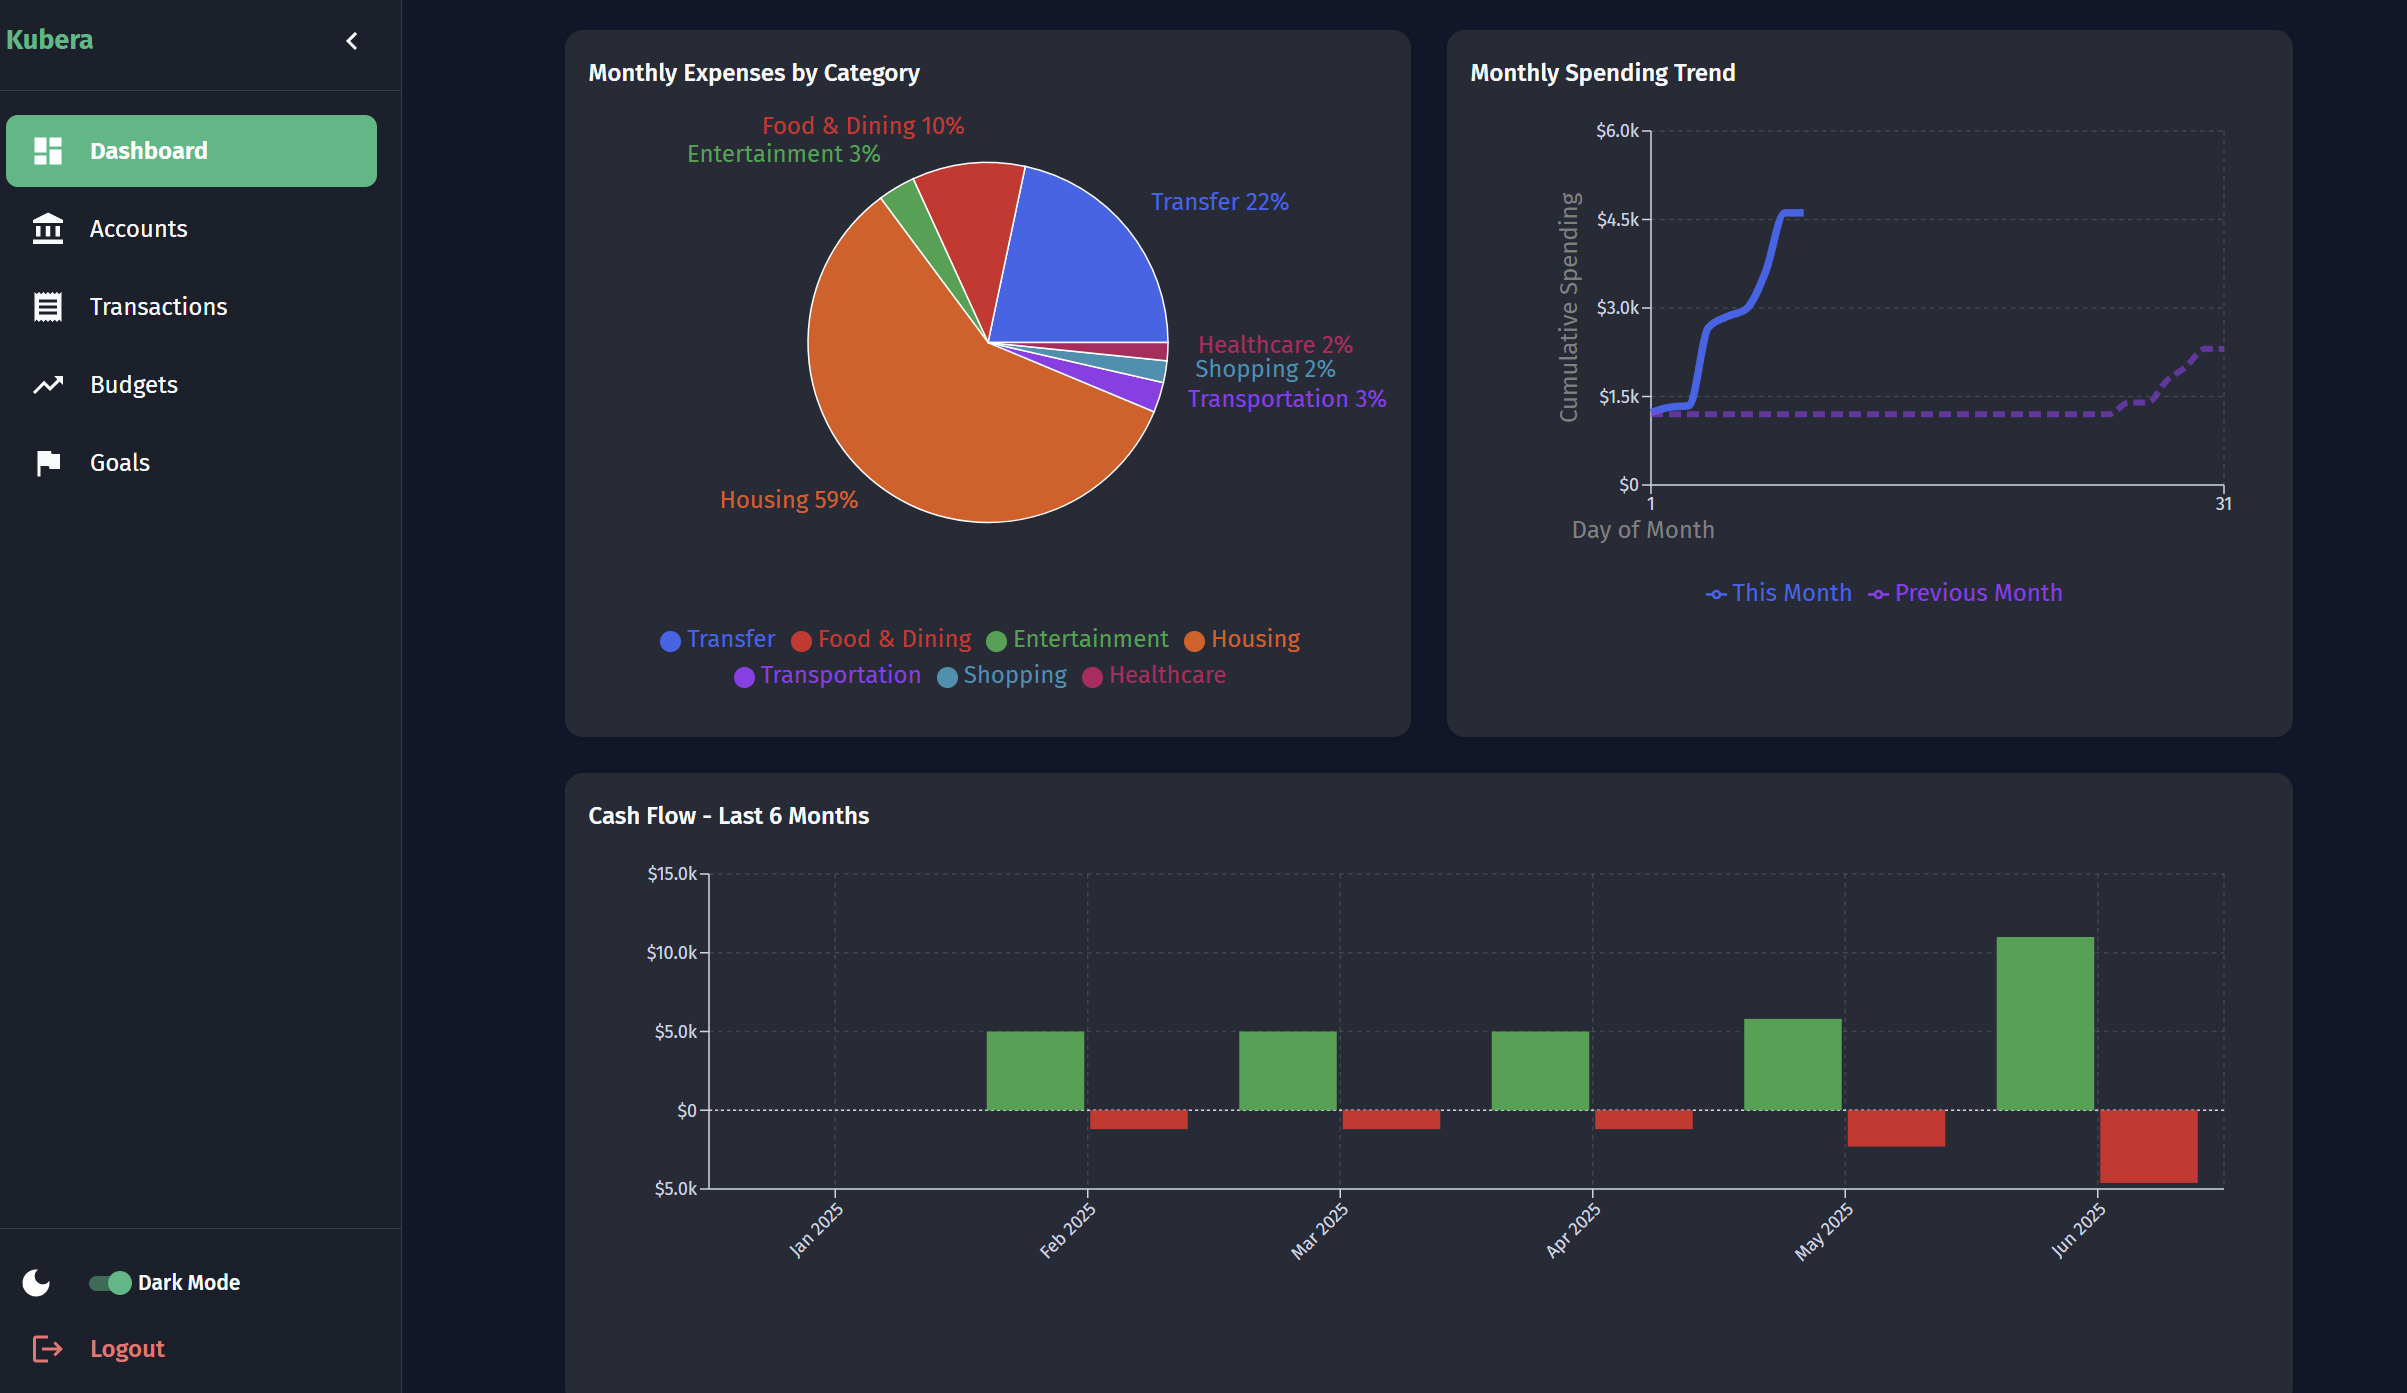 Kubera
Dashboard
Accounts
Transactions
Budgets
Goals
Dark Mode
Logout
Monthly Expenses by Category
Food & Dining 10%
Entertainment 3%
Transfer 22%
Healthcare 2%
Shopping 2%
Transportation 3%
Housing 59%
Transfer Food & Dining Entertainment Housing
Transportation Shopping Healthcare
Monthly Spending Trend
$6.0k
$4.5k
$3.0k
$1.5k
$0
Cumulative Spending
1 31
Day of Month
This Month Previous Month
Cash Flow - Last 6 Months
$15.0k
$10.0k
$5.0k
$0
$5.0k
Jan 2025 Feb 2025 Mar 2025 Apr 2025 May 2025 Jun 2025